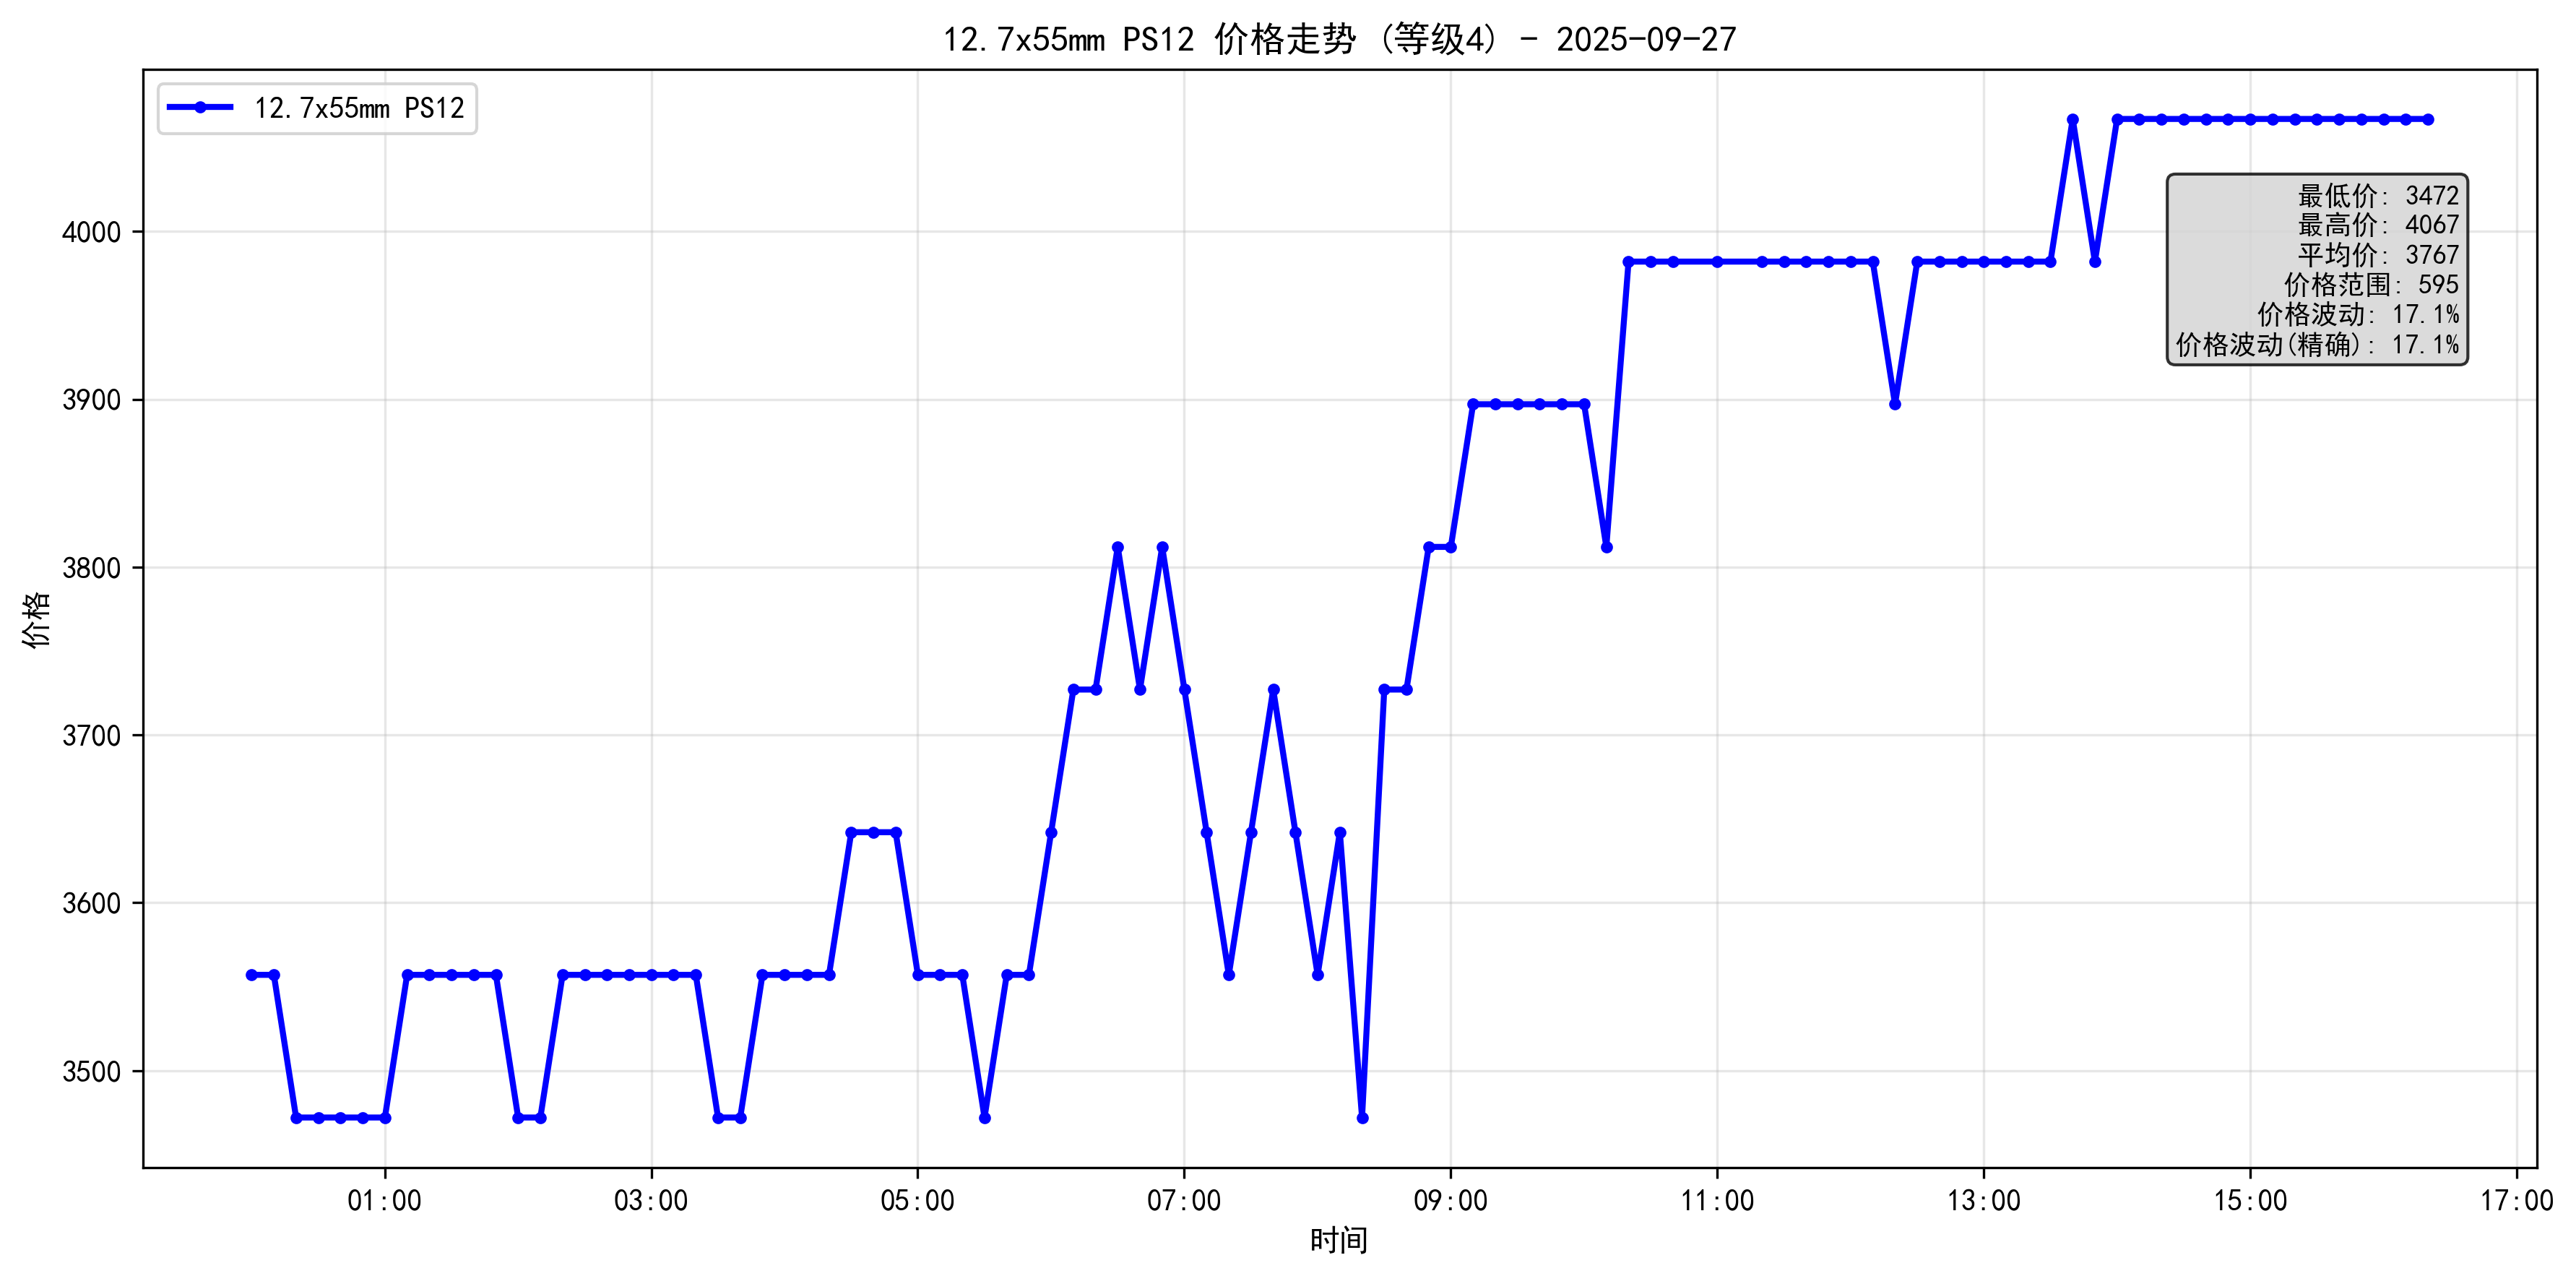 12.7x55mm PS12 价格走势 (等级4) - 2025-09-27
12.7x55mm PS12
最低价: 3472
最高价: 4067
平均价: 3767
价格范围: 595
价格波动: 17.1%
价格波动(精确): 17.1%
4000
3900
3800
3700
3600
3500
价格
01:00 03:00 05:00 07:00 09:00 11:00 13:00 15:00 17:00
时间